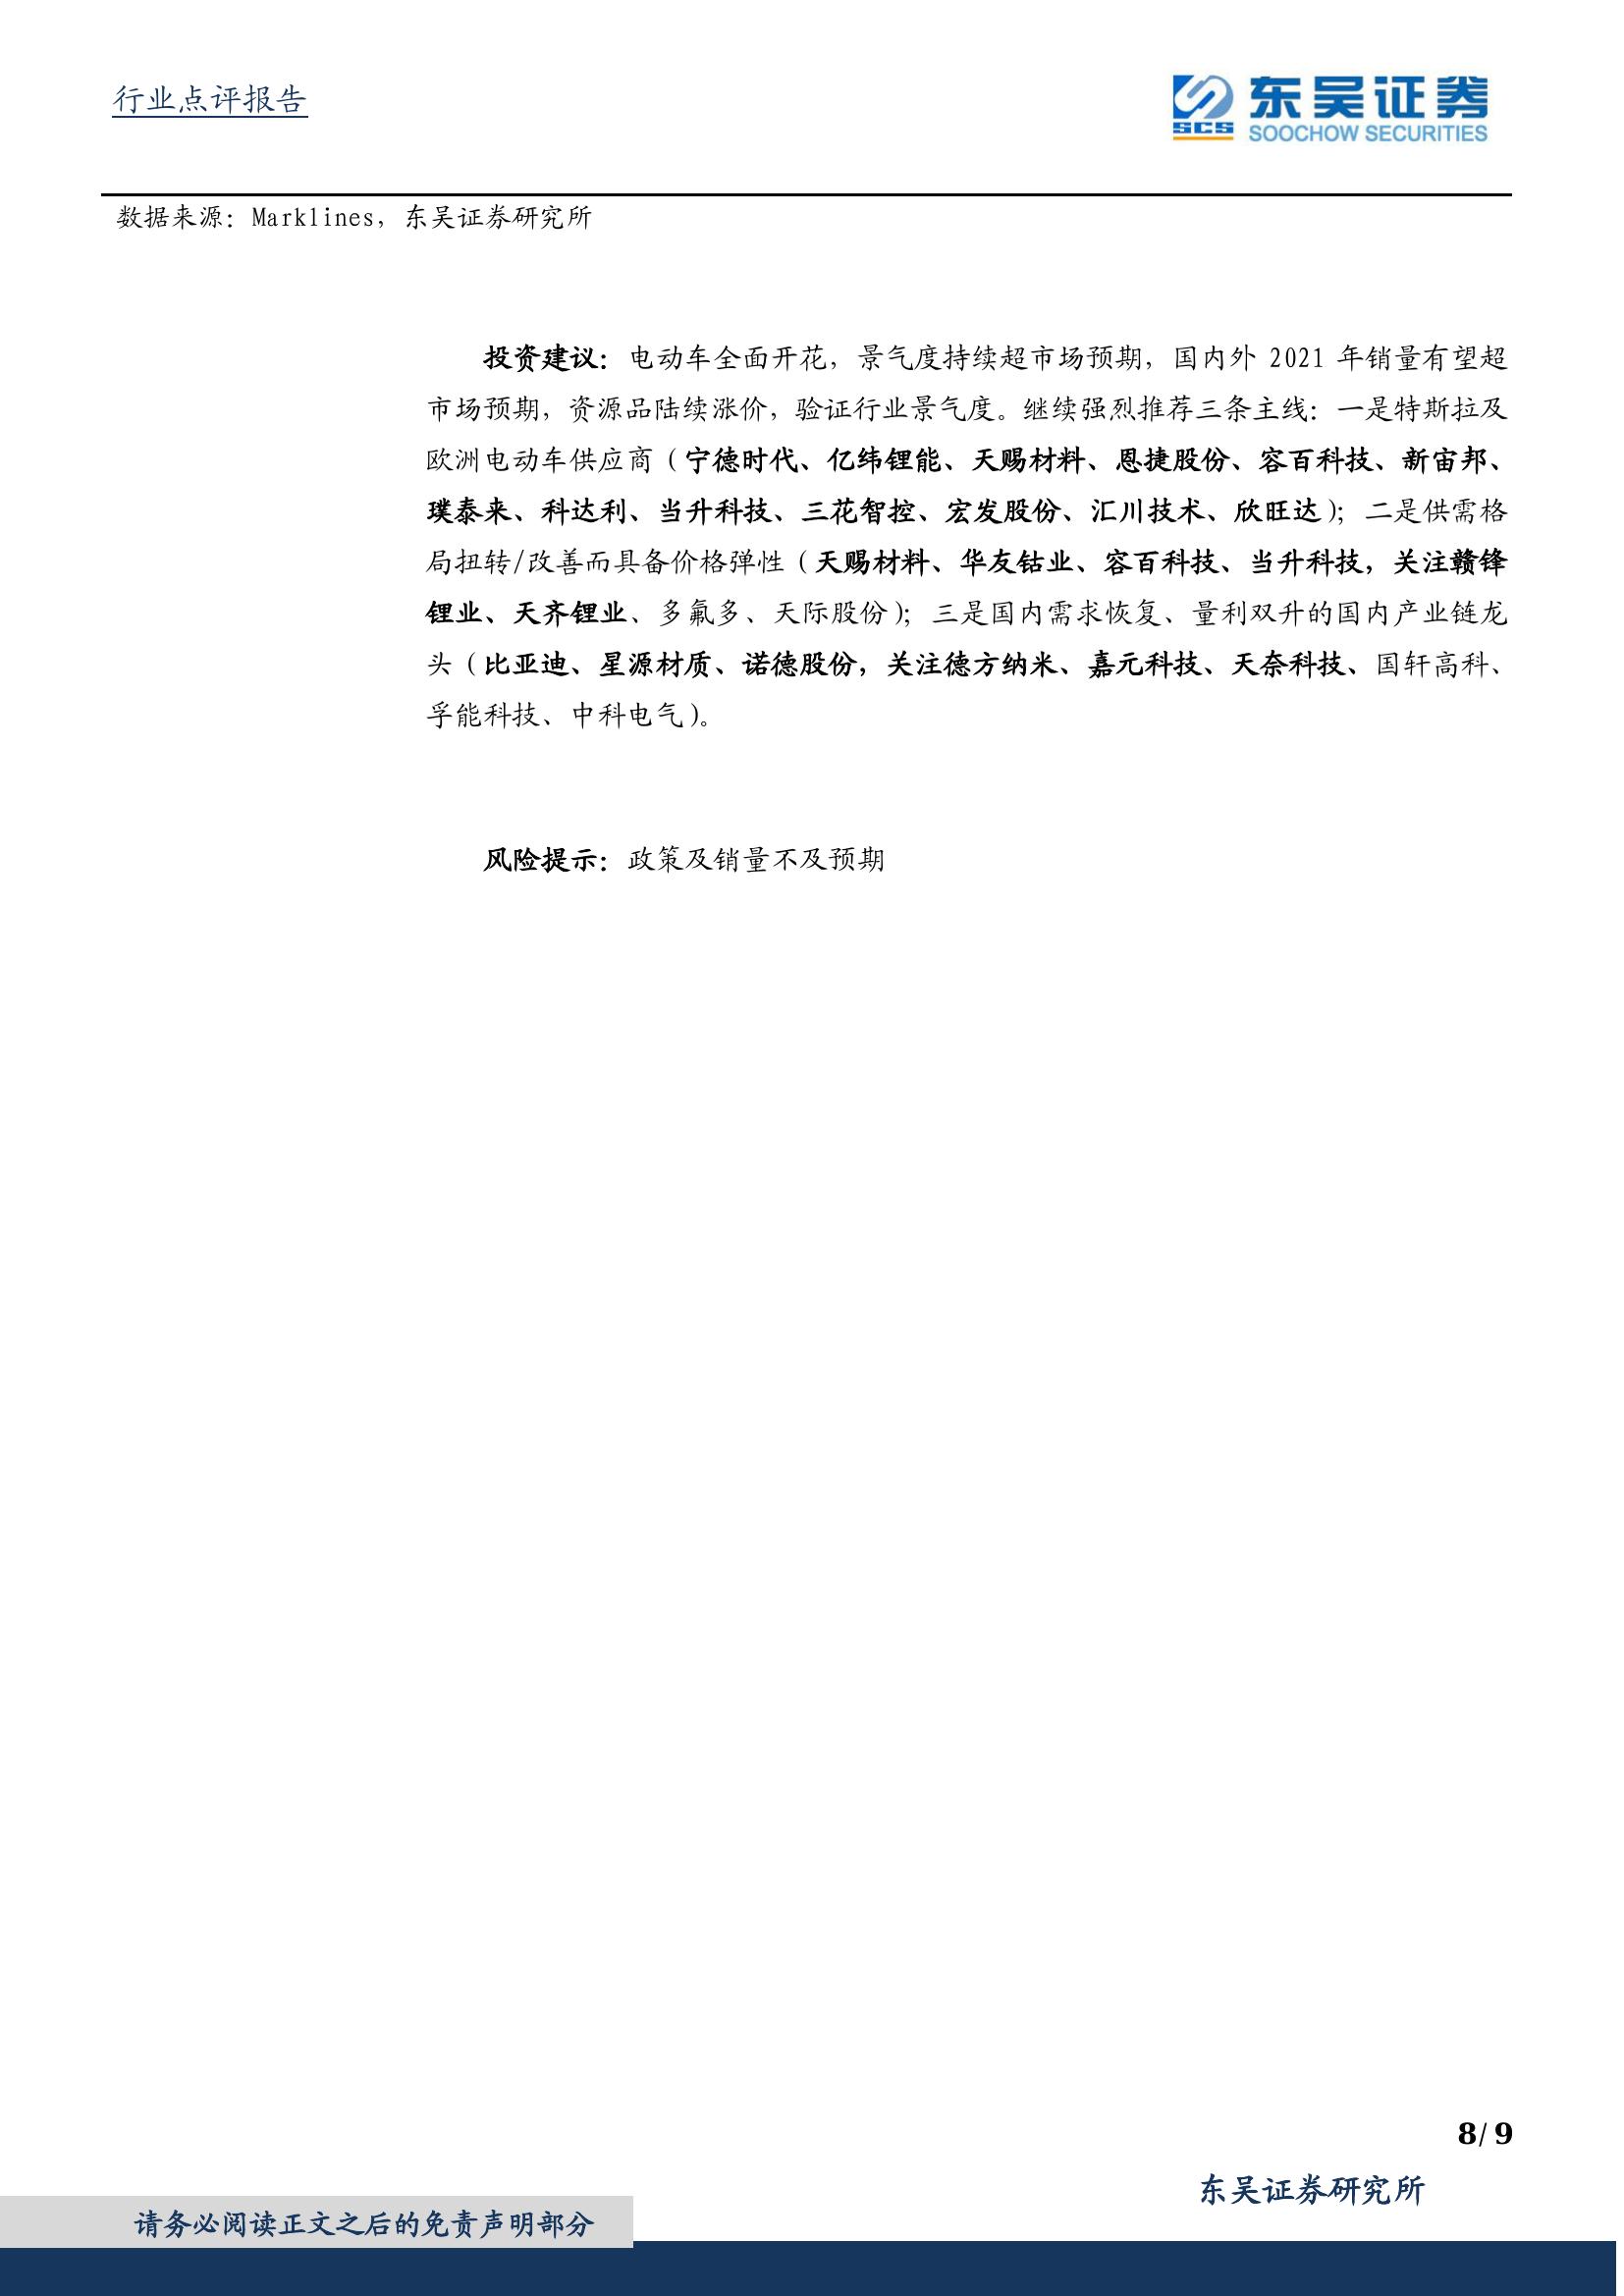 行业点评报告
SCS
东吴证券
SOOCHOW SECURITIES
数据来源：Marklines，东吴证券研究所
投资建议：电动车全面开花，景气度持续超市场预期，国内外 2021 年销量有望超
市场预期，资源品陆续涨价，验证行业景气度。继续强烈推荐三条主线：一是特斯拉及
欧洲电动车供应商（宁德时代、亿纬锂能、天赐材料、恩捷股份、容百科技、新宙邦、
璞泰来、科达利、当升科技、三花智控、宏发股份、汇川技术、欣旺达）；二是供需格
局扭转/改善而具备价格弹性（天赐材料、华友钴业、容百科技、当升科技，关注赣锋
锂业、天齐锂业、多氟多、天际股份）；三是国内需求恢复、量利双升的国内产业链龙
头（比亚迪、星源材质、诺德股份，关注德方纳米、嘉元科技、天奈科技、国轩高科、
孚能科技、中科电气）。
风险提示：政策及销量不及预期
8/ 9
东吴证券研究所
请务必阅读正文之后的免责声明部分